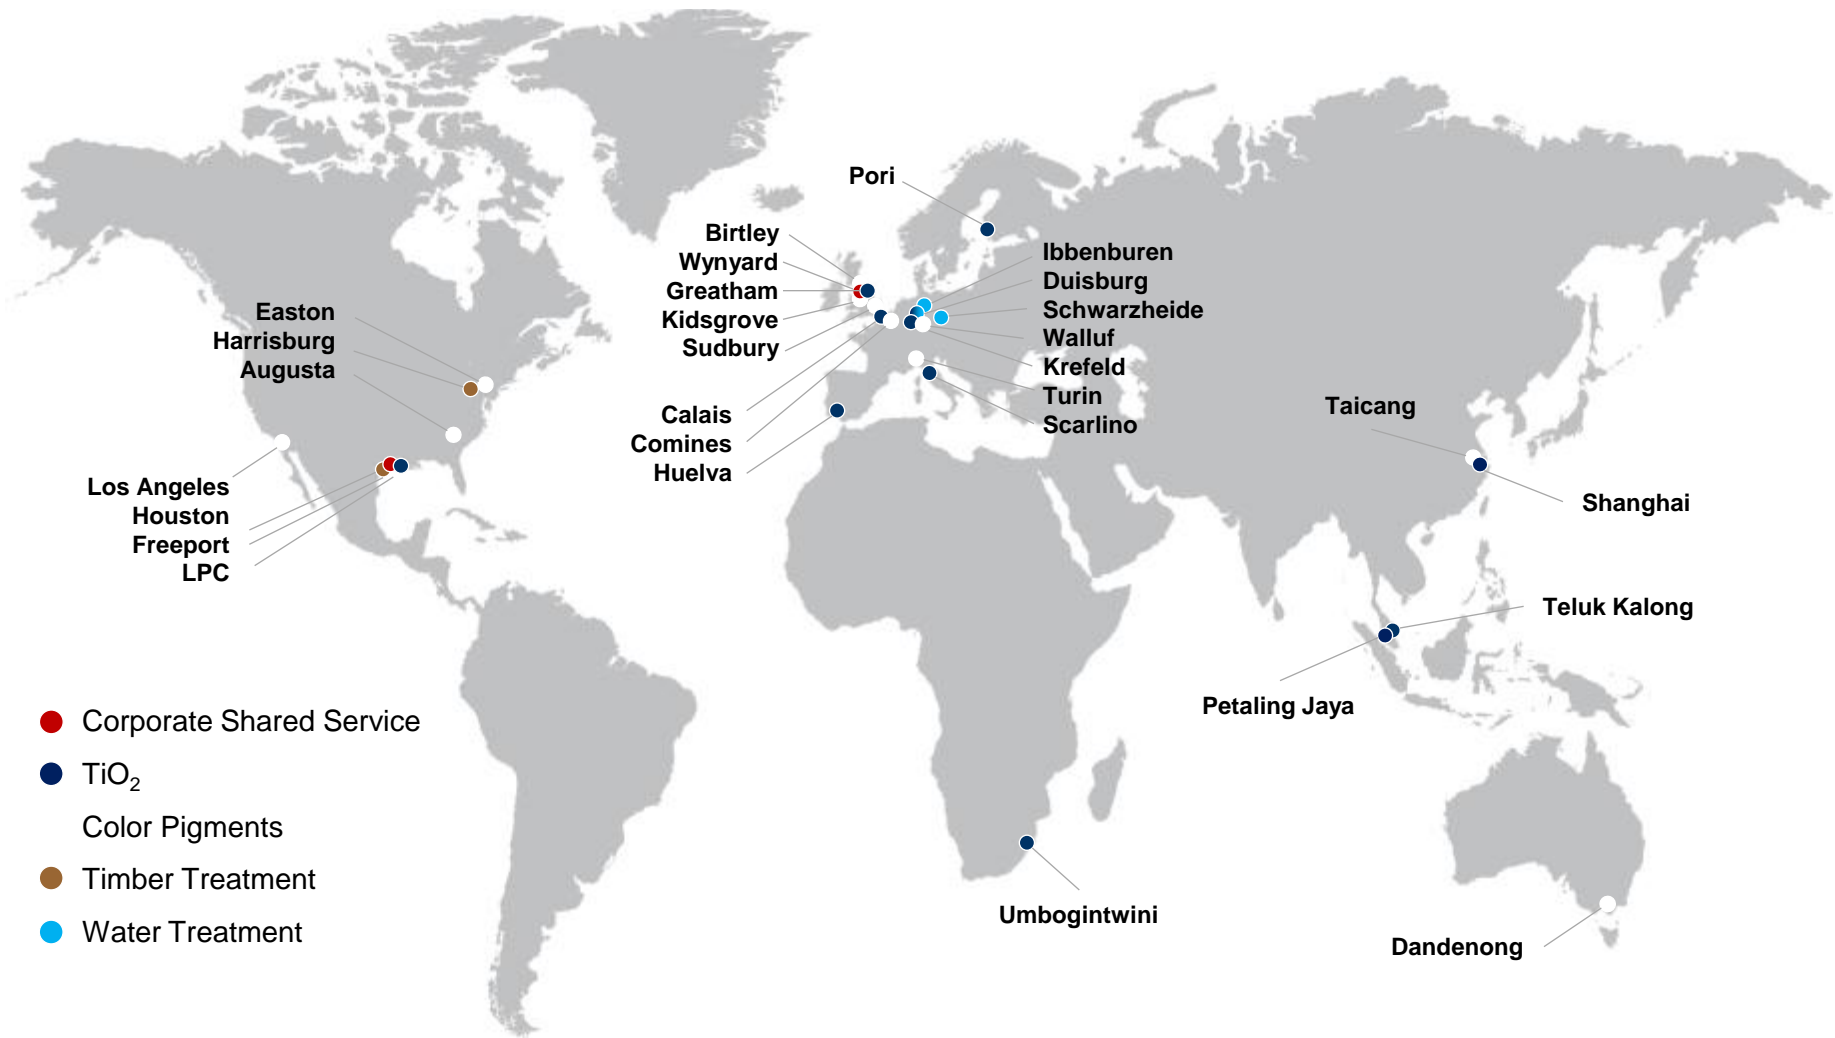 Pori
Birtley
Wynyard
Greatham
Kidsgrove
Sudbury
Ibbenburen
Duisburg
Schwarzheide
Walluf
Krefeld
Turin
Scarlino
Easton
Harrisburg
Augusta
Calais
Comines
Huelva
Taicang
Los Angeles
Houston
Freeport
LPC
Shanghai
Teluk Kalong
Petaling Jaya
Corporate Shared Service
TiO₂
Color Pigments
Timber Treatment
Water Treatment
Umbogintwini
Dandenong